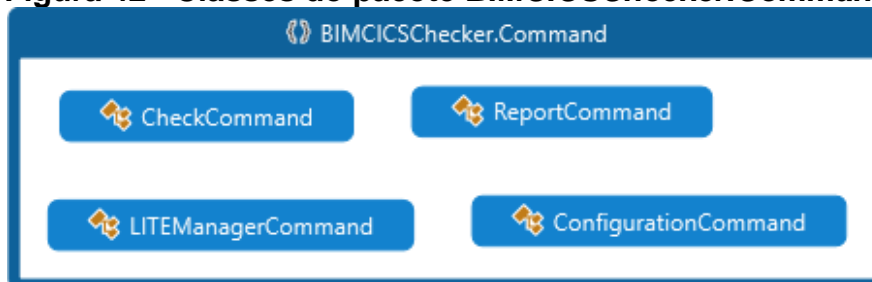 BIMCICSChecker.Command
CheckCommand
ReportCommand
LITEManagerCommand
ConfigurationCommand